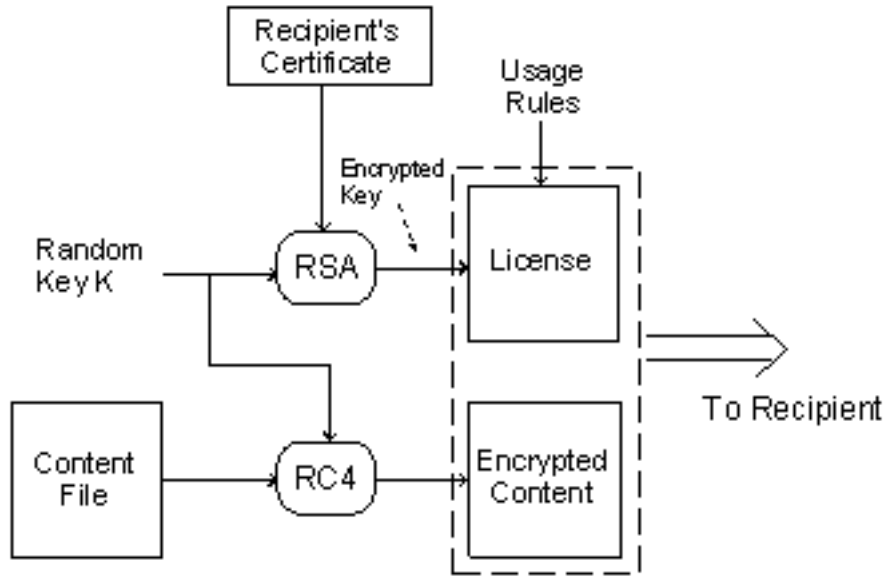 Recipient's
Certificate
Usage
Rules
Encrypted
Key
Random
Key K
RSA
License
To Recipient
Content
File
RC4
Encrypted
Content